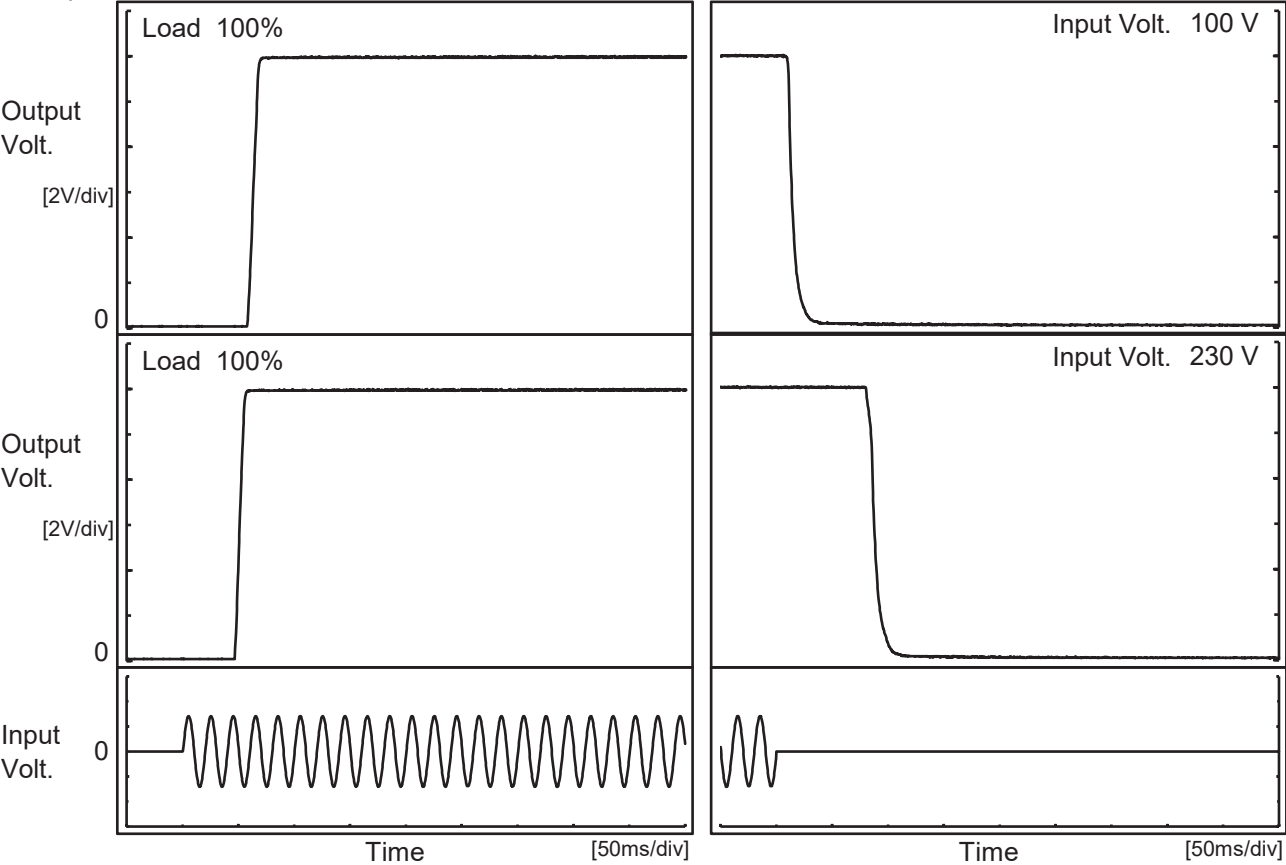 Load 100%
Input Volt. 100 V
Output
Volt.
[2V/div]
0
Load 100%
Input Volt. 230 V
Output
Volt.
[2V/div]
0
Input
Volt.
0
Time
[50ms/div]
Time
[50ms/div]